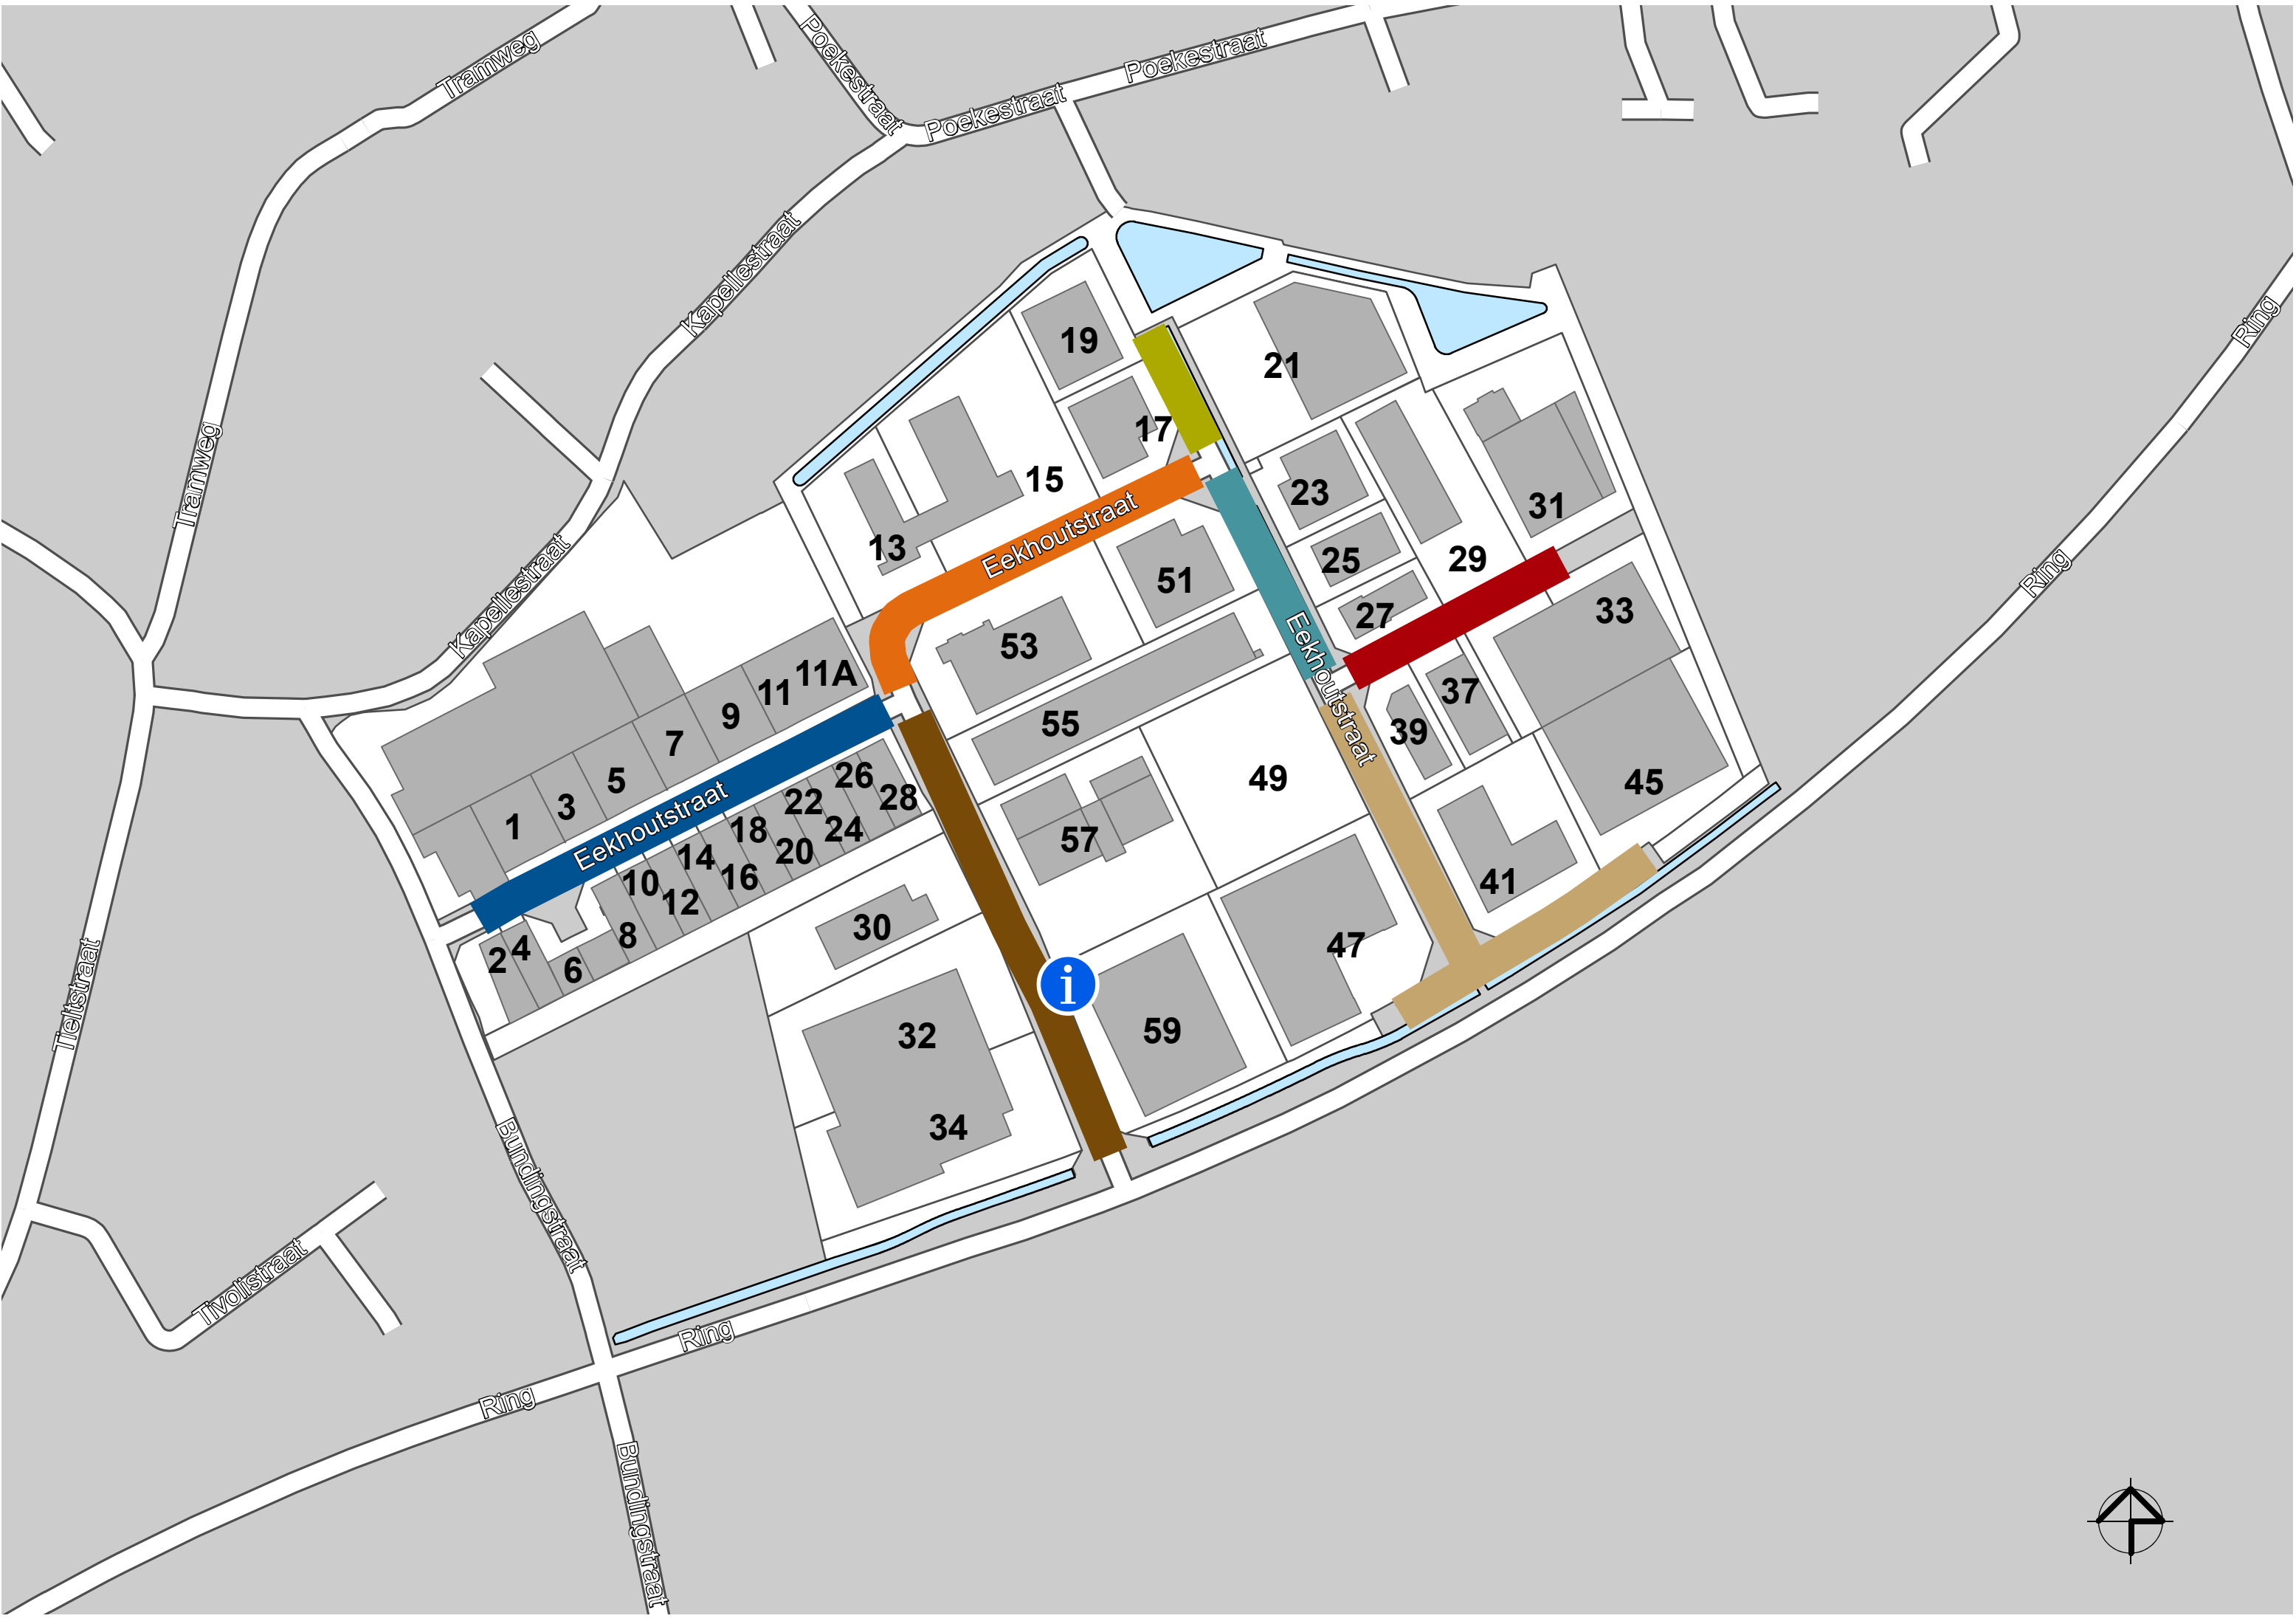 Tramweg
Poekestraat
Poekestraat
Poekestraat
Kapellestraat
Ring
19
21
17
Tramweg
15
23
31
Eekhoutstraat
13
25
29
51
Kapellestraat
Ring
27
33
53
Eekhoutstraat
11A
11
37
9
55
39
7
26
49
5
45
28
22
3
1
Eekhoutstraat
18
24
57
20
14
16
10
12
41
30
8
47
4
2
6
i
Tieltstraat
32
59
34
Bundingstraat
Tivolistraat
Ring
Ring
Bundingstraat